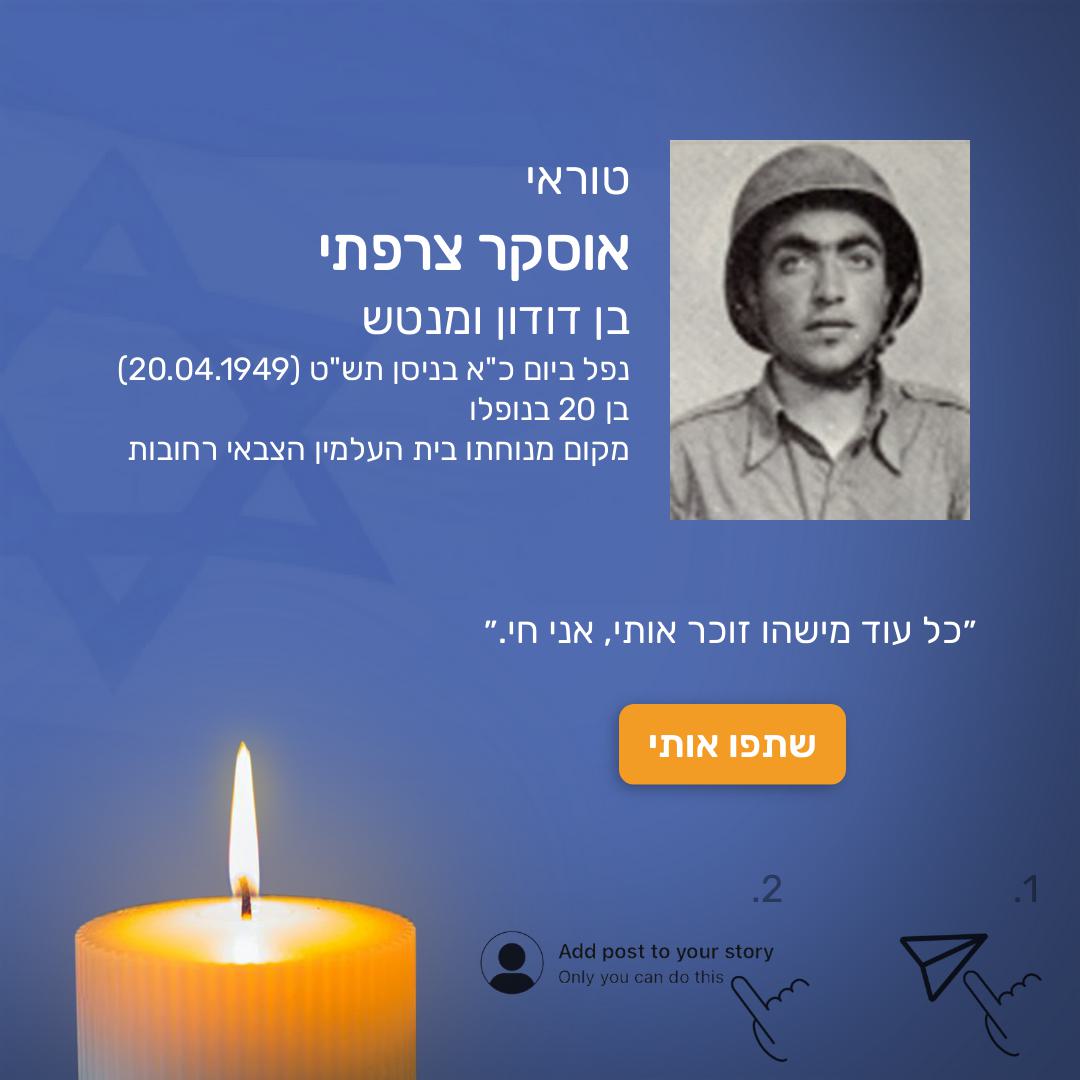 טוראי
אוסקר צרפתי
בן דודון ומנטש
נפל ביום כ"א בניסן תש"ט (20.04.1949)
בן 20 בנופלו
מקום מנוחתו בית העלמין הצבאי רחובות
״כל עוד מישהו זוכר אותי, אני חי.״
שתפו אותי
.1
.2
Add post to your story
Only you can do this